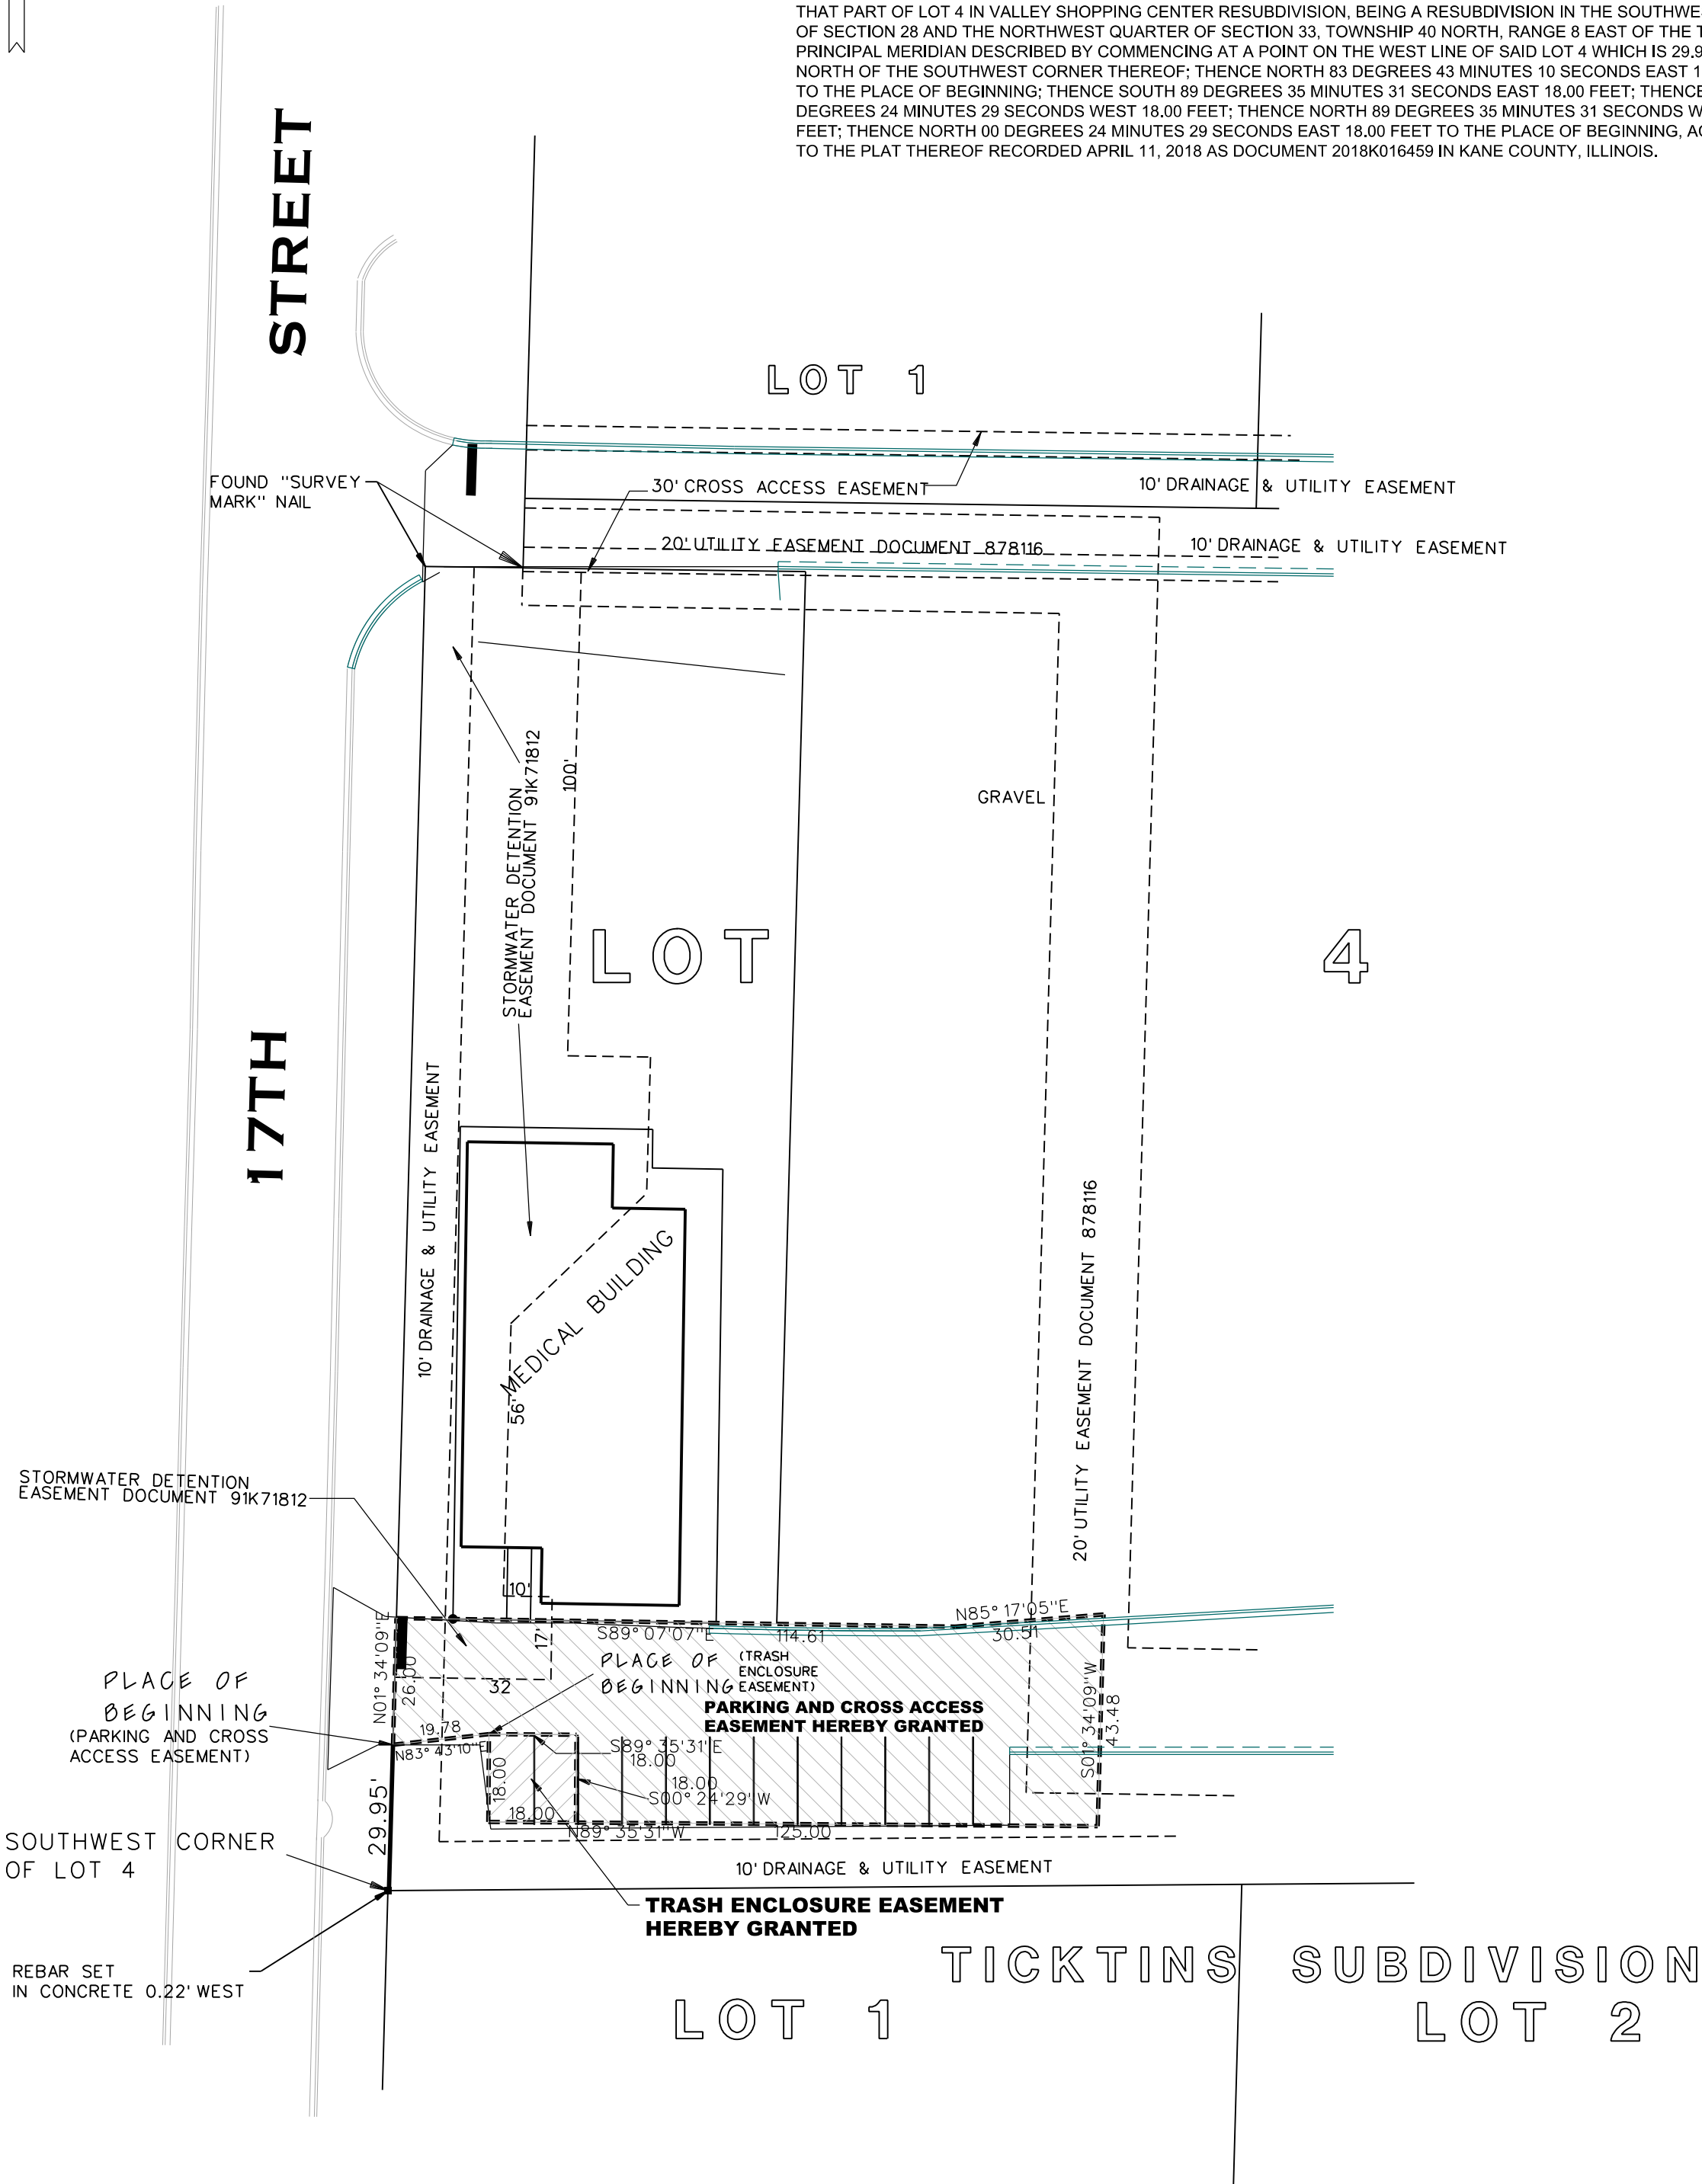 THAT PART OF LOT 4 IN VALLEY SHOPPING CENTER RESUBDIVISION, BEING A RESUBDIVISION IN THE
OF SECTION 28 AND THE NORTHWEST QUARTER OF SECTION 33, TOWNSHIP 40 NORTH, RANGE 8 EAST OF THE
PRINCIPAL MERIDIAN DESCRIBED BY COMMENCING AT A POINT ON THE WEST LINE OF SAID LOT 4 WHICH IS
NORTH OF THE SOUTHWEST CORNER THEREOF; THENCE NORTH 83 DEGREES 43 MINUTES 10 SECONDS EAST
TO THE PLACE OF BEGINNING; THENCE SOUTH 89 DEGREES 35 MINUTES 31 SECONDS EAST 18.00 FEET; THENCE
DEGREES 24 MINUTES 29 SECONDS WEST 18.00 FEET; THENCE NORTH 89 DEGREES 35 MINUTES 31 SECONDS
FEET; THENCE NORTH 00 DEGREES 24 MINUTES 29 SECONDS EAST 18.00 FEET TO THE PLACE OF BEGINNING,
TO THE PLAT THEREOF RECORDED APRIL 11, 2018 AS DOCUMENT 2018K016459 IN KANE COUNTY, ILLINOIS.
17TH STREET
LOT 1
FOUND "SURVEY
MARK" NAIL
30' CROSS ACCESS EASEMENT
10' DRAINAGE & UTILITY EASEMENT
20' UTILITY EASEMENT DOCUMENT 878116
10' DRAINAGE & UTILITY EASEMENT
STORMWATER DETENTION
EASEMENT DOCUMENT 91K71812
100'
GRAVEL
LOT 4
10' DRAINAGE & UTILITY EASEMENT
MEDICAL BUILDING
56'
20' UTILITY EASEMENT DOCUMENT 878116
STORMWATER DETENTION
EASEMENT DOCUMENT 91K71812
10'
17'
32
N01° 34'09"E
26.00
S89° 07'07"E
114.61
N85° 17'05"E
30.51
S01° 34'09"W
43.48
PLACE OF
BEGINNING
(TRASH
ENCLOSURE
EASEMENT)
PARKING AND CROSS ACCESS
EASEMENT HEREBY GRANTED
PLACE OF
BEGINNING
(PARKING AND CROSS
ACCESS EASEMENT)
19.78
N83° 43'10"E
S89° 35'31"E
18.00
18.00
S00° 24'29"W
18.00
18.00
N89° 35'31"W
125.00
29.95'
SOUTHWEST CORNER
OF LOT 4
10' DRAINAGE & UTILITY EASEMENT
TRASH ENCLOSURE EASEMENT
HEREBY GRANTED
REBAR SET
IN CONCRETE 0.22' WEST
TICKTINS SUBDIVISION
LOT 1
LOT 2